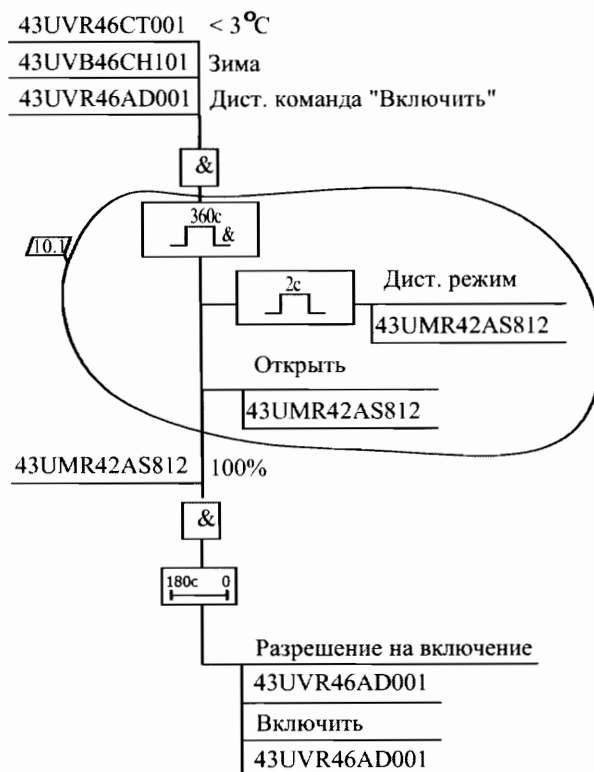 43UVR46CT001 < 3°C
43UVB46CH101 Зима
43UVR46AD001 Дист. команда "Включить"
&
360с
&
10.1
2с
Дист. режим
43UMR42AS812
Открыть
43UMR42AS812
43UMR42AS812 100%
&
180с 0
Разрешение на включение
43UVR46AD001
Включить
43UVR46AD001